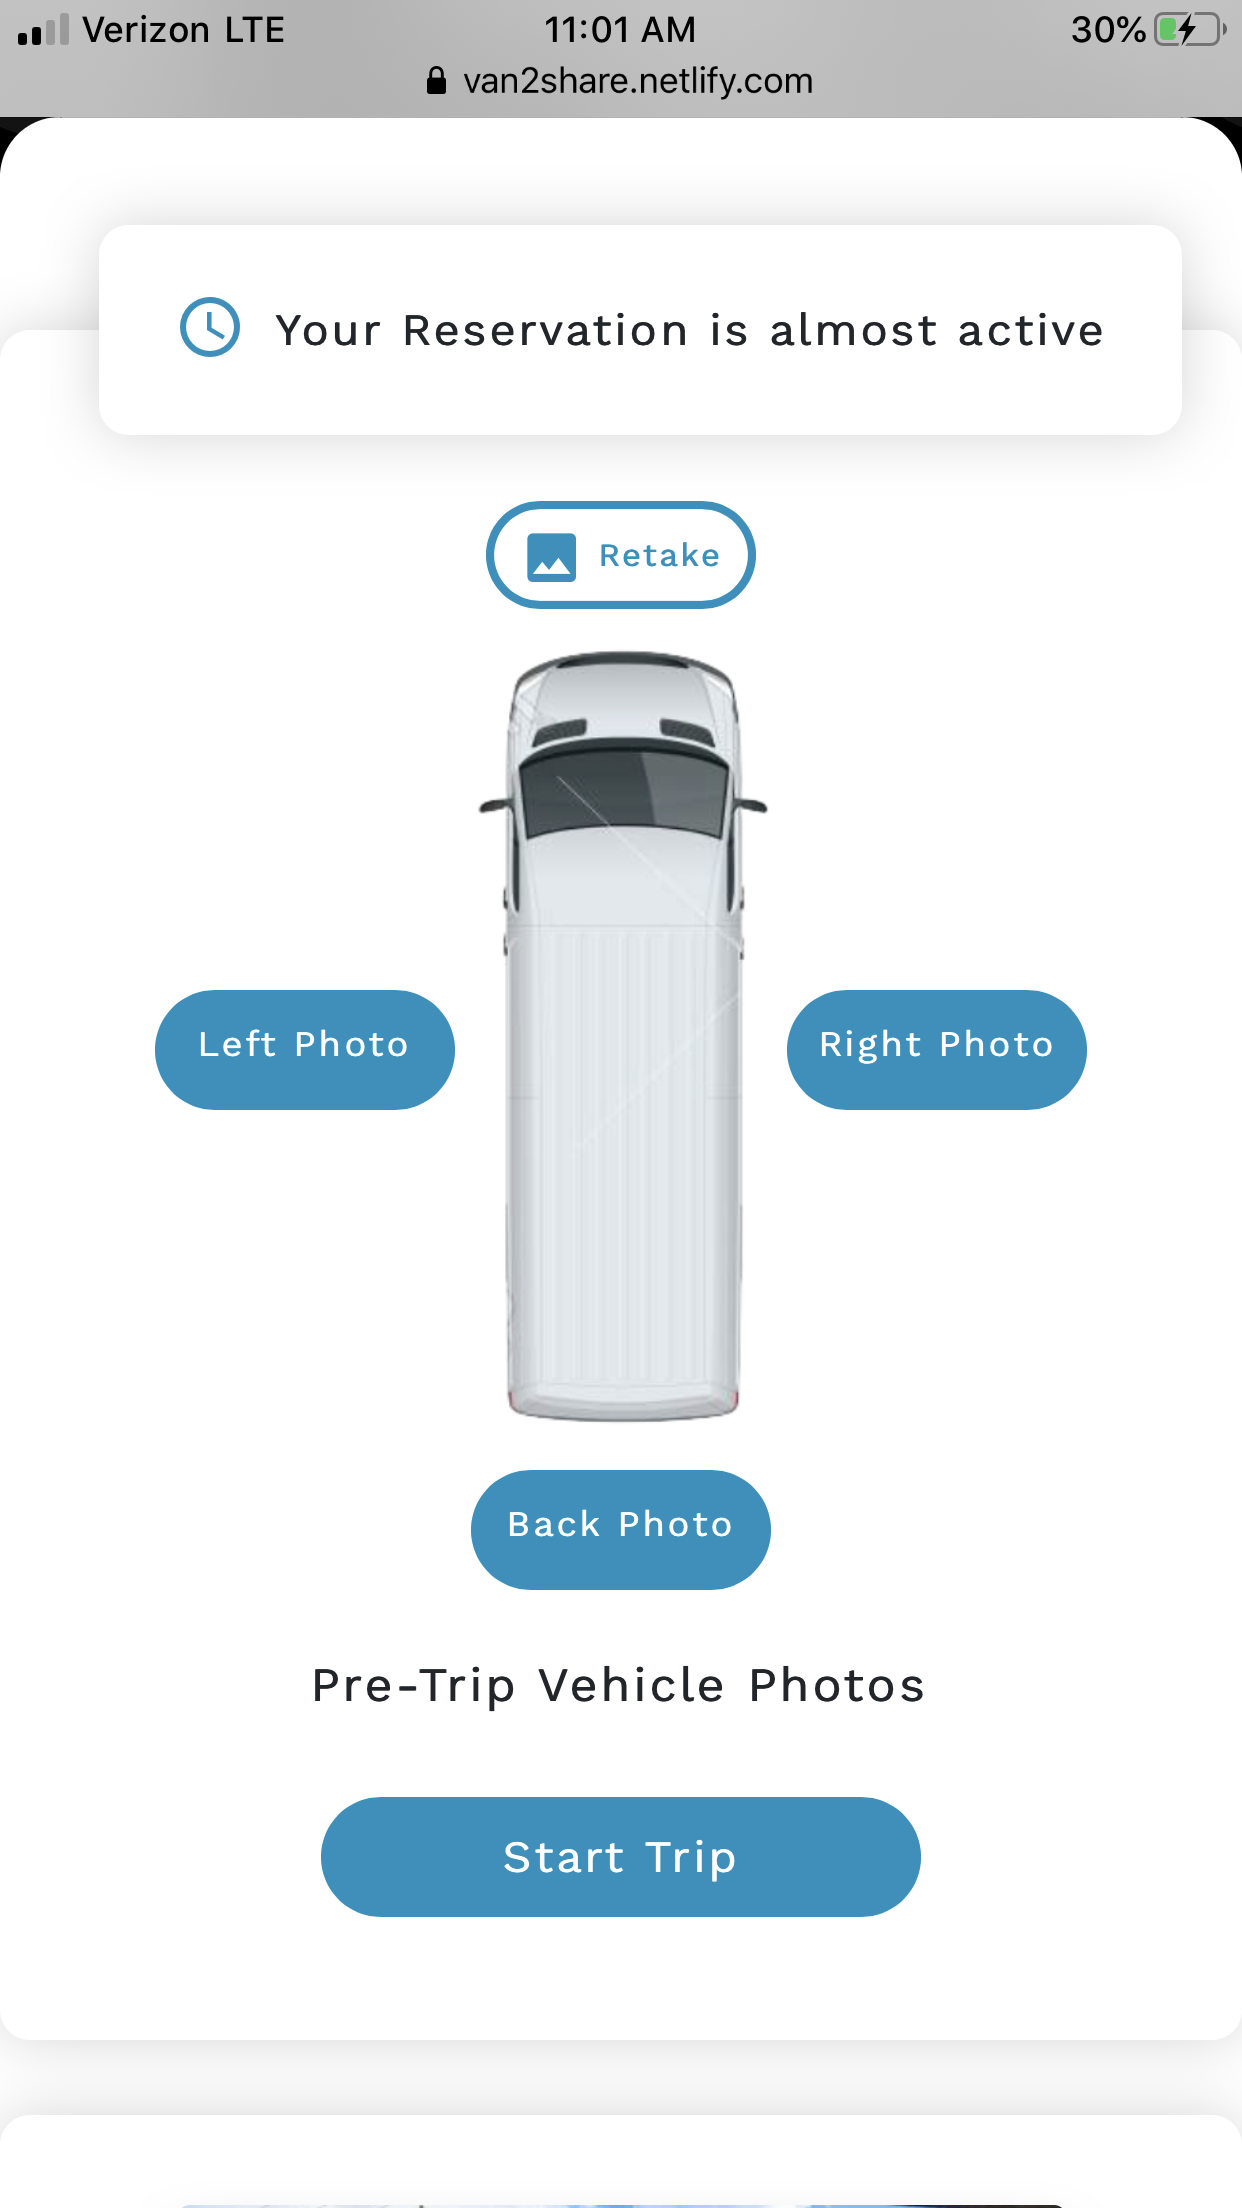 Verizon LTE 11:01 AM 30%
van2share.netlify.com
Your Reservation is almost active
Retake
Left Photo
Right Photo
Back Photo
Pre-Trip Vehicle Photos
Start Trip